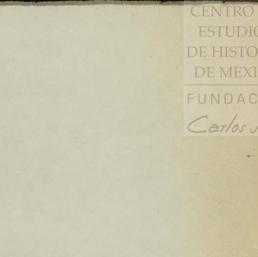 CENTRO
ESTUDIO
DE HISTO
DE MEXI
FUNDAC
Carlos